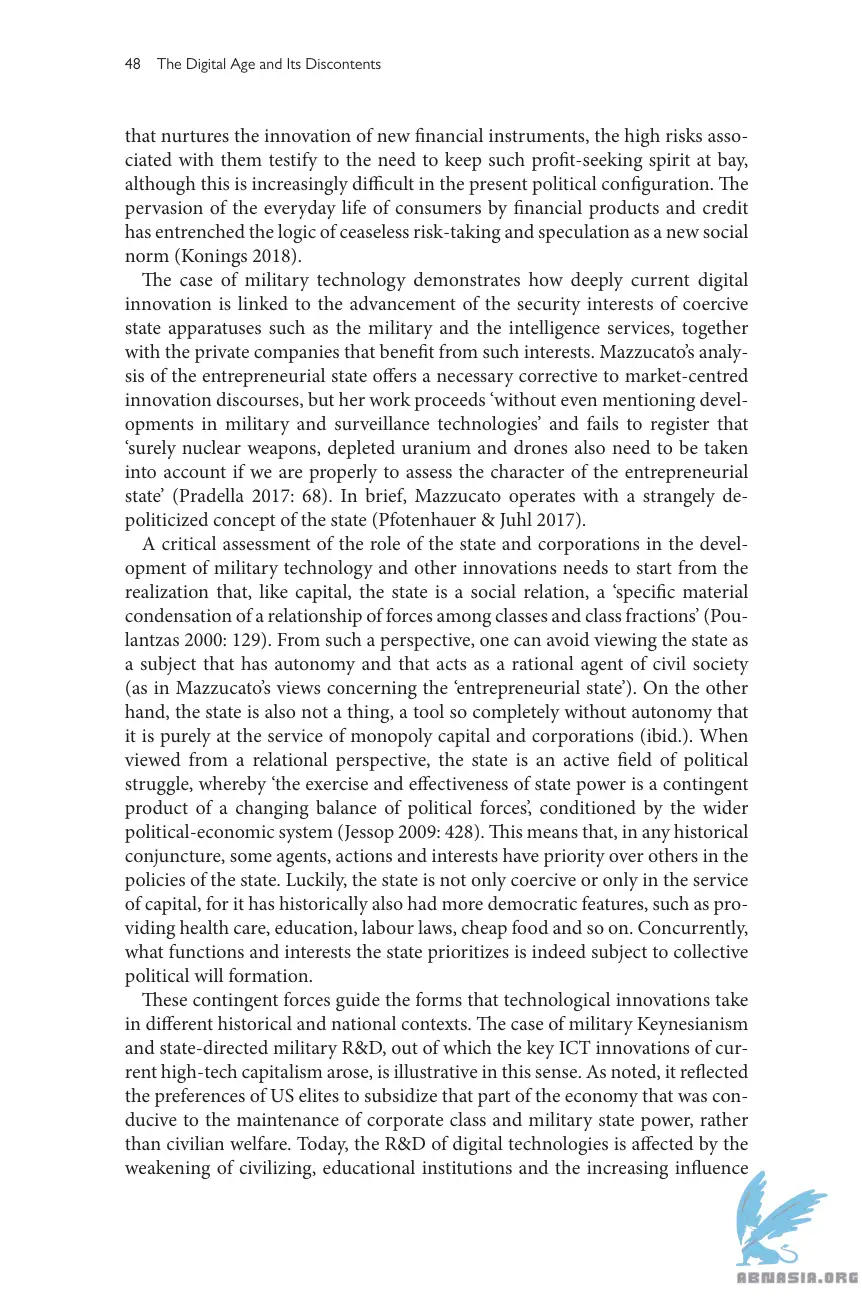 48 The Digital Age and Its Discontents
that nurtures the innovation of new financial instruments, the high risks asso-
ciated with them testify to the need to keep such profit-seeking spirit at bay,
although this is increasingly difficult in the present political configuration. The
pervasion of the everyday life of consumers by financial products and credit
has entrenched the logic of ceaseless risk-taking and speculation as a new social
norm (Konings 2018).
The case of military technology demonstrates how deeply current digital
innovation is linked to the advancement of the security interests of coercive
state apparatuses such as the military and the intelligence services, together
with the private companies that benefit from such interests. Mazzucato’s analy-
sis of the entrepreneurial state offers a necessary corrective to market-centred
innovation discourses, but her work proceeds ‘without even mentioning devel-
opments in military and surveillance technologies’ and fails to register that
‘surely nuclear weapons, depleted uranium and drones also need to be taken
into account if we are properly to assess the character of the entrepreneurial
state’ (Pradella 2017: 68). In brief, Mazzucato operates with a strangely de-
politicized concept of the state (Pfotenhauer & Juhl 2017).
A critical assessment of the role of the state and corporations in the devel-
opment of military technology and other innovations needs to start from the
realization that, like capital, the state is a social relation, a ‘specific material
condensation of a relationship of forces among classes and class fractions’ (Pou-
lantzas 2000: 129). From such a perspective, one can avoid viewing the state as
a subject that has autonomy and that acts as a rational agent of civil society
(as in Mazzucato’s views concerning the ‘entrepreneurial state’). On the other
hand, the state is also not a thing, a tool so completely without autonomy that
it is purely at the service of monopoly capital and corporations (ibid.). When
viewed from a relational perspective, the state is an active field of political
struggle, whereby ‘the exercise and effectiveness of state power is a contingent
product of a changing balance of political forces’, conditioned by the wider
political-economic system (Jessop 2009: 428). This means that, in any historical
conjuncture, some agents, actions and interests have priority over others in the
policies of the state. Luckily, the state is not only coercive or only in the service
of capital, for it has historically also had more democratic features, such as pro-
viding health care, education, labour laws, cheap food and so on. Concurrently,
what functions and interests the state prioritizes is indeed subject to collective
political will formation.
These contingent forces guide the forms that technological innovations take
in different historical and national contexts. The case of military Keynesianism
and state-directed military R&D, out of which the key ICT innovations of cur-
rent high-tech capitalism arose, is illustrative in this sense. As noted, it reflected
the preferences of US elites to subsidize that part of the economy that was con-
ducive to the maintenance of corporate class and military state power, rather
than civilian welfare. Today, the R&D of digital technologies is affected by the
weakening of civilizing, educational institutions and the increasing influence
ABNASIA.ORG